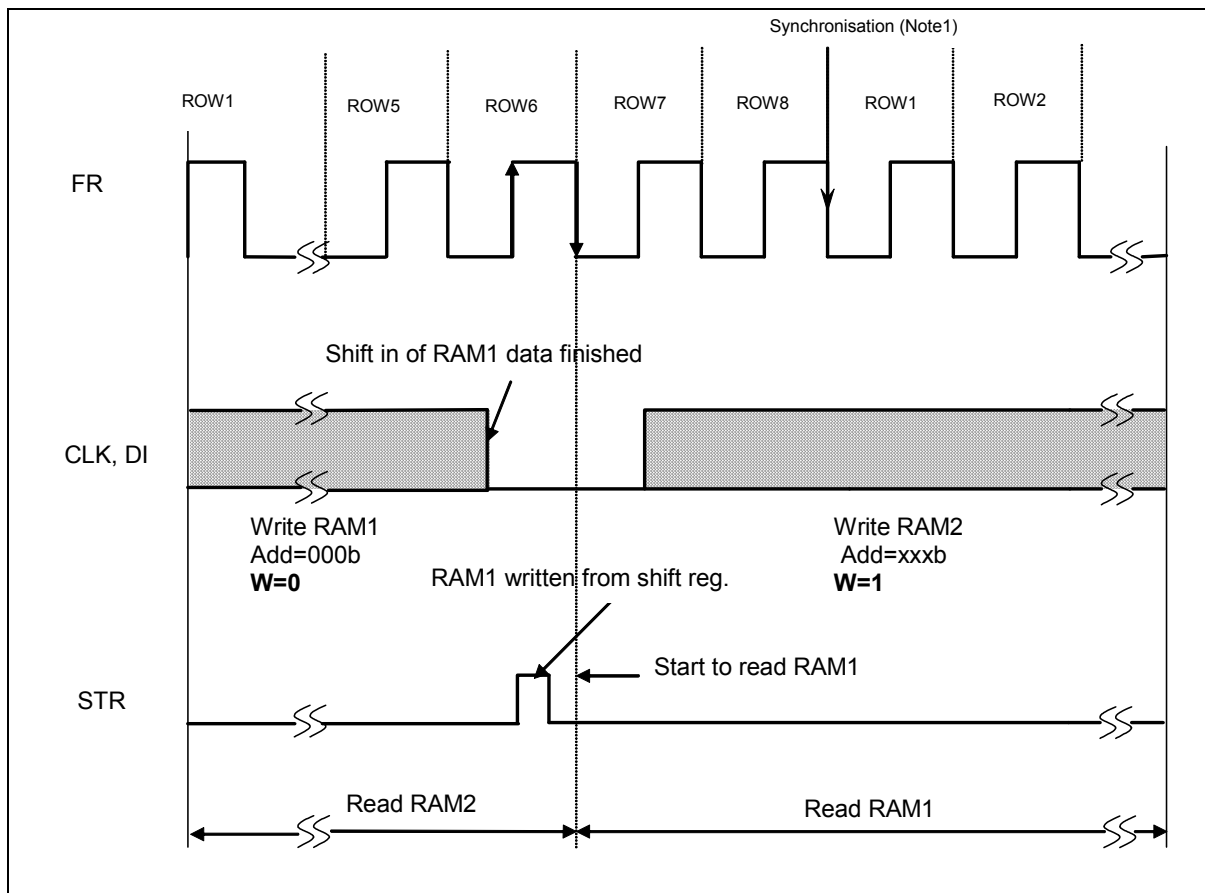 Synchronisation (Note1)
ROW1
ROW5
ROW6
ROW7
ROW8
ROW1
ROW2
FR
Shift in of RAM1 data finished
CLK, DI
Write RAM1
Add=000b
W=0
Write RAM2
Add=xxxb
W=1
RAM1 written from shift reg.
Start to read RAM1
STR
Read RAM2
Read RAM1